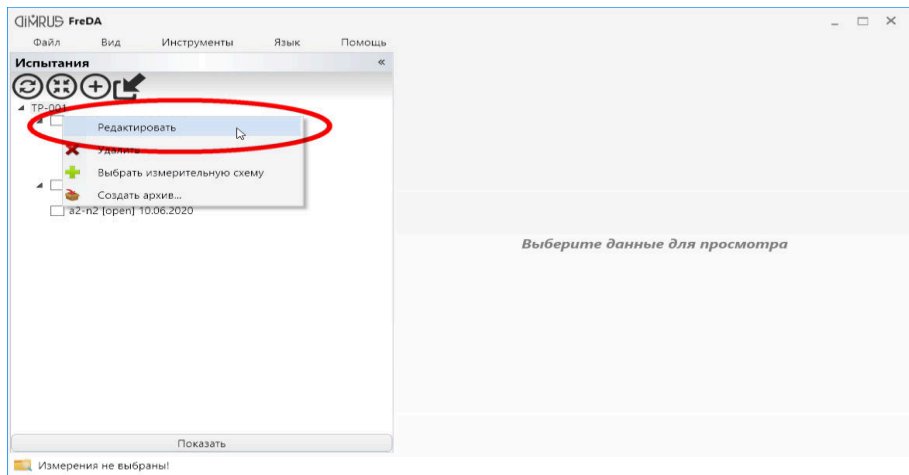 DIMRUS FreDA
Файл Вид Инструменты Язык Помощь
Испытания «
TP-001
Редактировать
Удалить
Выбрать измерительную схему
Создать архив...
a2-n2 [open] 10.06.2020
Выберите данные для просмотра
Показать
Измерения не выбраны!